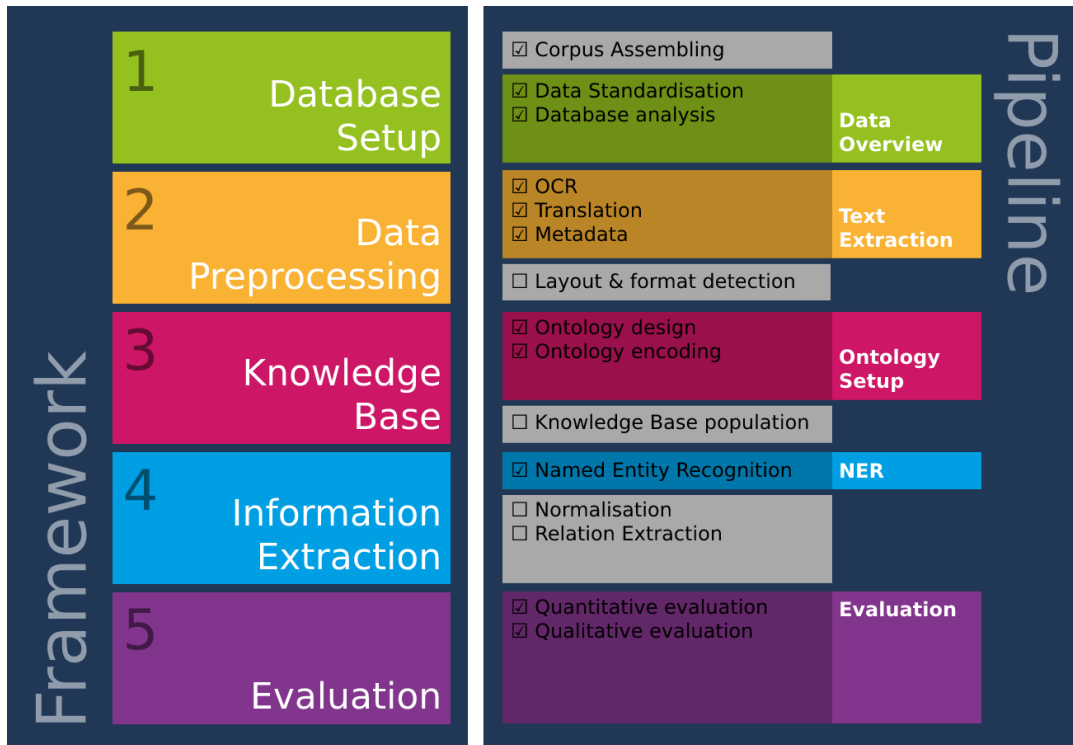 Framework
1
Database
Setup
2
Data
Preprocessing
3
Knowledge
Base
4
Information
Extraction
5
Evaluation
Pipeline
☑ Corpus Assembling
☑ Data Standardisation
☑ Database analysis
Data
Overview
☑ OCR
☑ Translation
☑ Metadata
Text
Extraction
☐ Layout & format detection
☑ Ontology design
☑ Ontology encoding
Ontology
Setup
☐ Knowledge Base population
☑ Named Entity Recognition
NER
☐ Normalisation
☐ Relation Extraction
☑ Quantitative evaluation
☑ Qualitative evaluation
Evaluation